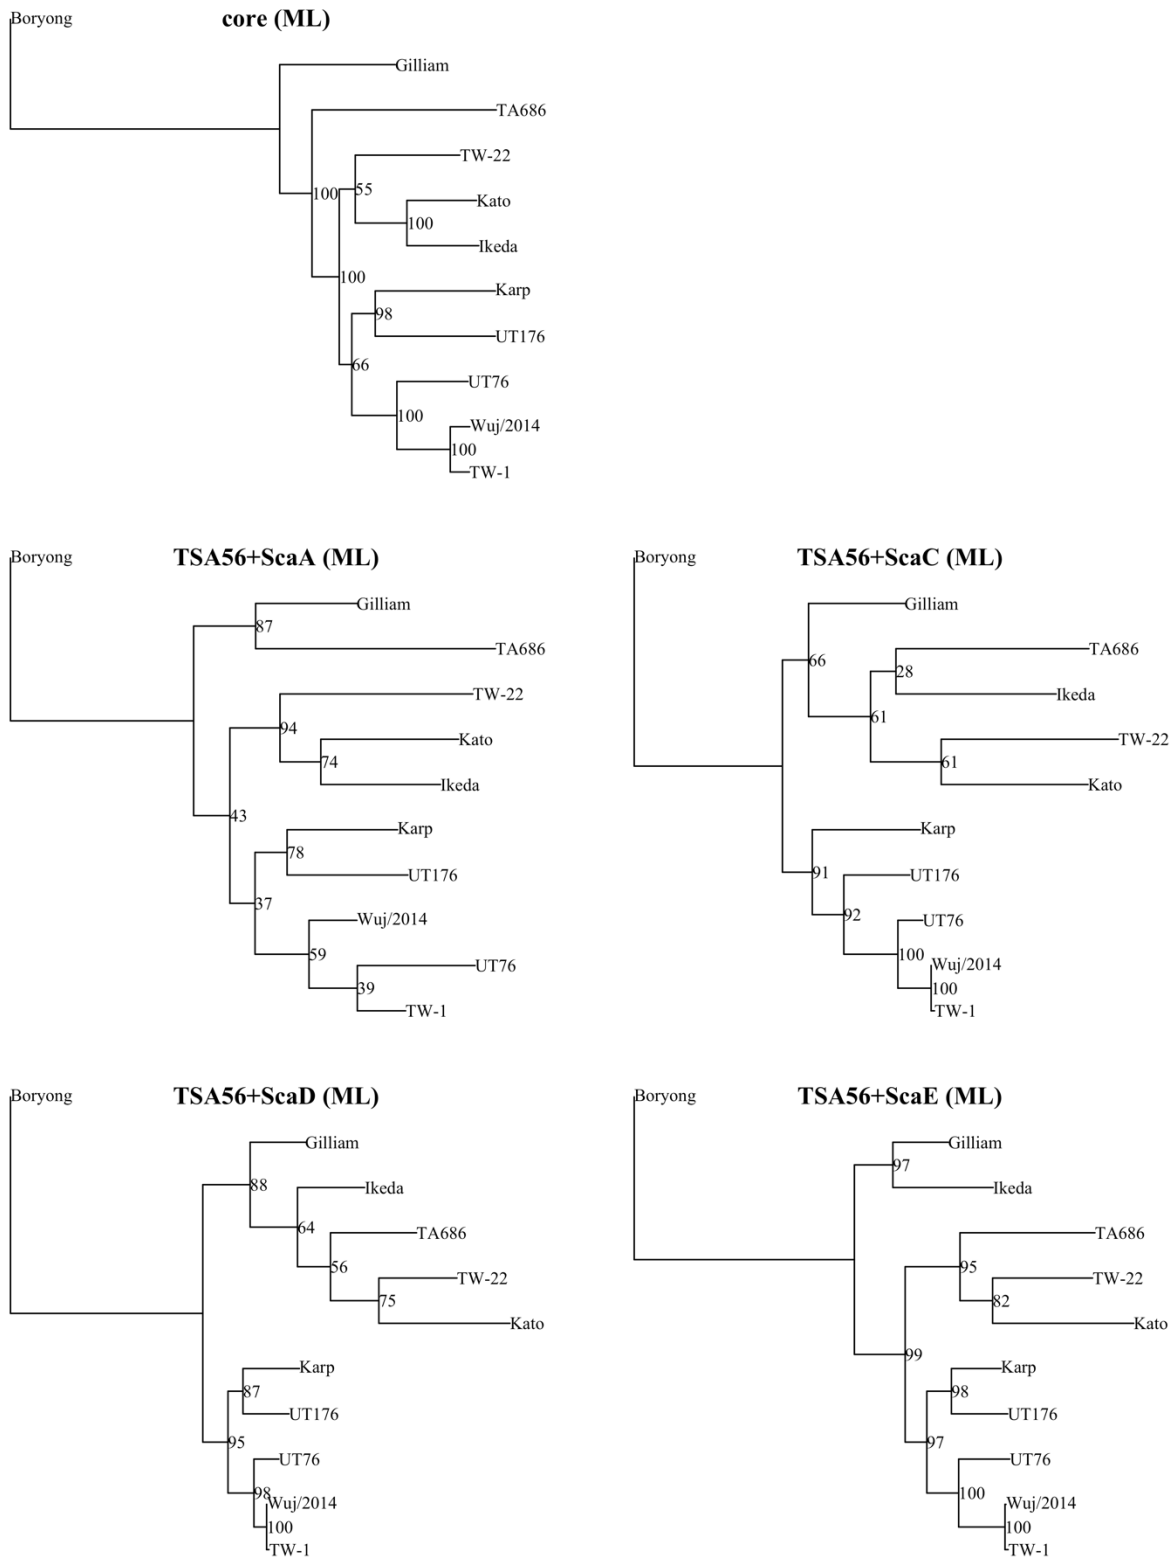 Boryong
core (ML)
Gilliam
TA686
TW-22
100
55
Kato
100
Ikeda
100
Karp
98
UT176
66
UT76
100
Wuj/2014
100
TW-1
Boryong
TSA56+ScaA (ML)
Gilliam
87
TA686
TW-22
94
Kato
74
Ikeda
43
Karp
78
UT176
37
Wuj/2014
59
UT76
39
TW-1
Boryong
TSA56+ScaC (ML)
Gilliam
66
TA686
28
Ikeda
61
TW-22
61
Kato
Karp
91
UT176
92
UT76
100
Wuj/2014
100
TW-1
Boryong
TSA56+ScaD (ML)
Gilliam
88
Ikeda
64
TA686
56
TW-22
75
Kato
Karp
87
UT176
95
UT76
98
Wuj/2014
100
TW-1
Boryong
TSA56+ScaE (ML)
Gilliam
97
Ikeda
TA686
95
TW-22
82
Kato
99
Karp
98
UT176
97
UT76
100
Wuj/2014
100
TW-1